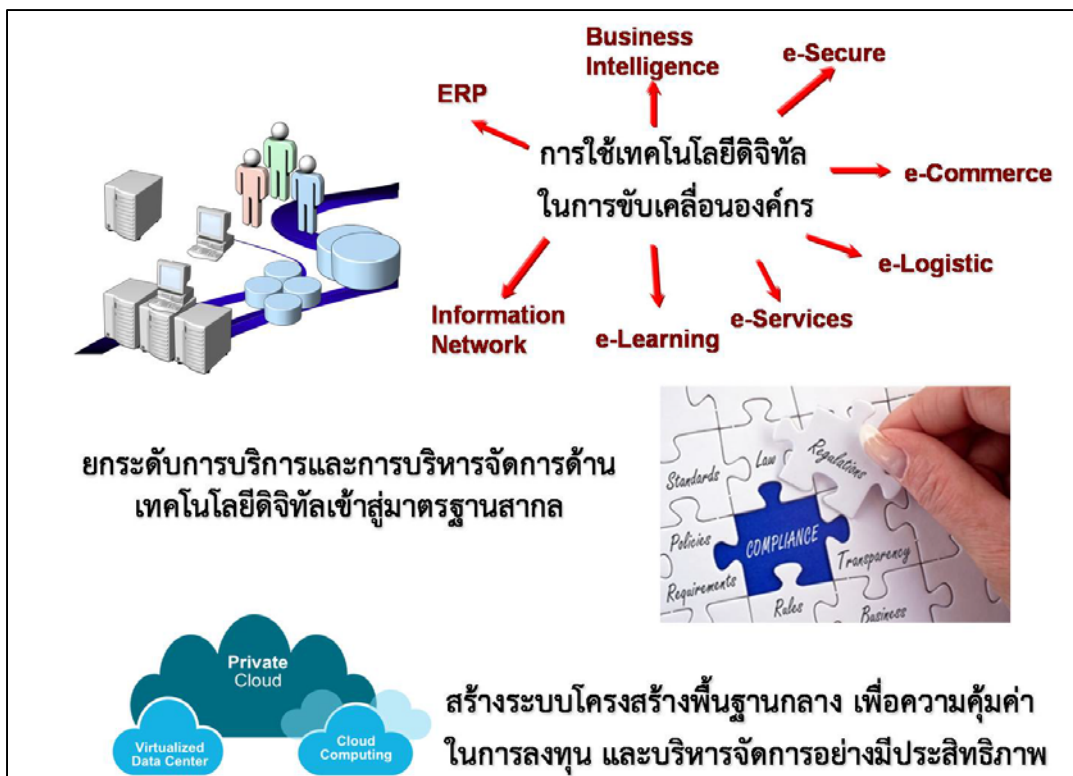 Business
Intelligence
e-Secure
ERP
การใช้เทคโนโลยีดิจิทัล
ในการขับเคลื่อนองค์กร
e-Commerce
e-Logistic
e-Services
e-Learning
Information
Network
ยกระดับการบริการและการบริหารจัดการด้าน
เทคโนโลยีดิจิทัลเข้าสู่มาตรฐานสากล
Standards
Law
Regulations
Policies
COMPLIANCE
Transparency
Requirements
Rules
Business
Private
Cloud
Virtualized
Data Center
Cloud
Computing
สร้างระบบโครงสร้างพื้นฐานกลาง เพื่อความคุ้มค่า
ในการลงทุน และบริหารจัดการอย่างมีประสิทธิภาพ